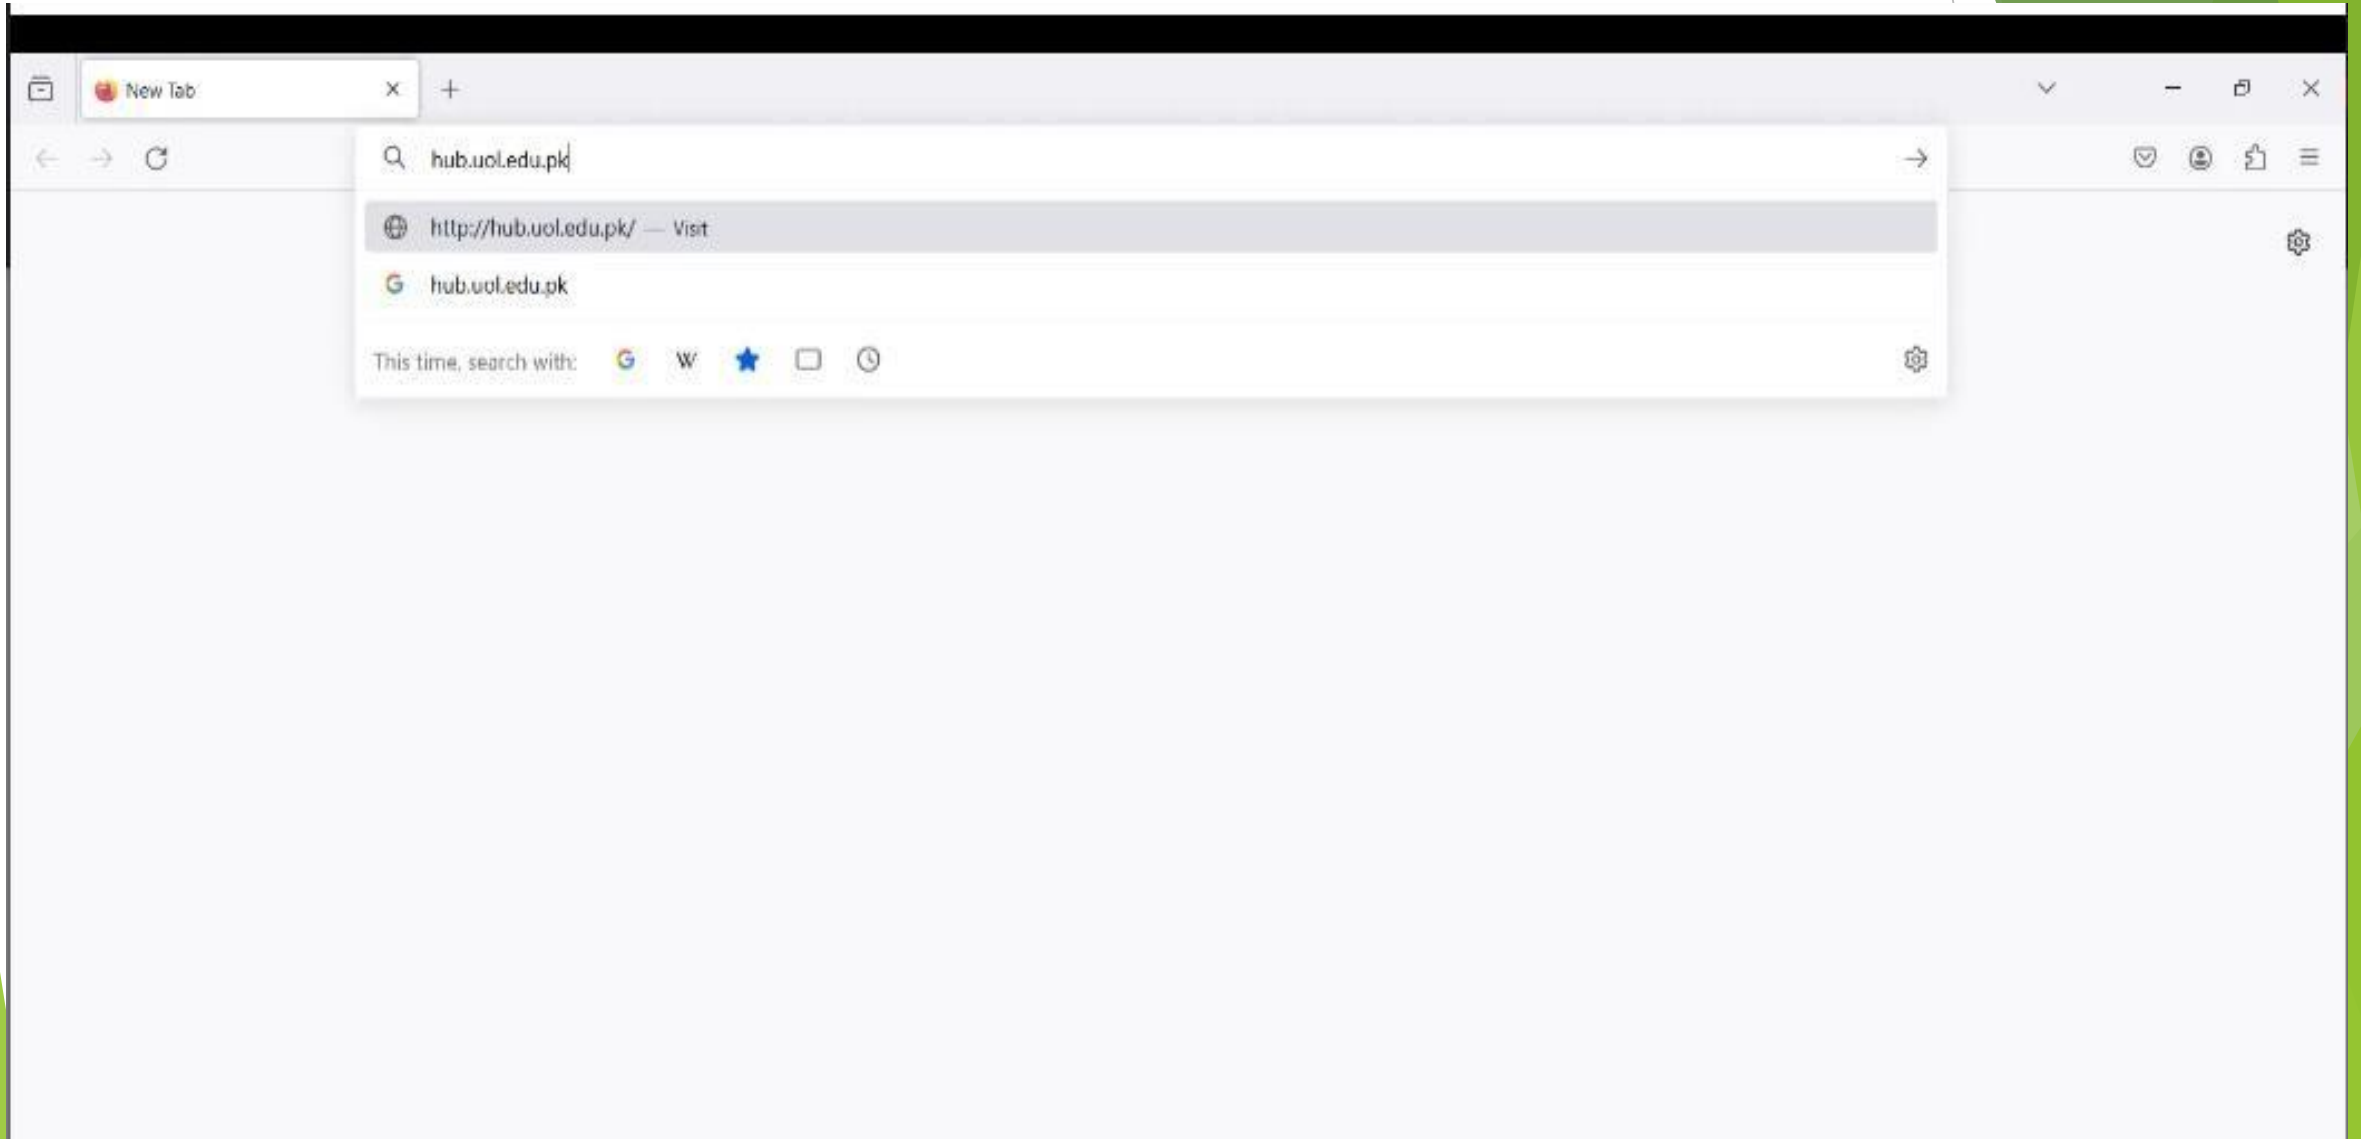 New Tab
hub.uol.edu.pk
http://hub.uol.edu.pk/ — Visit
hub.uol.edu.pk
This time, search with: